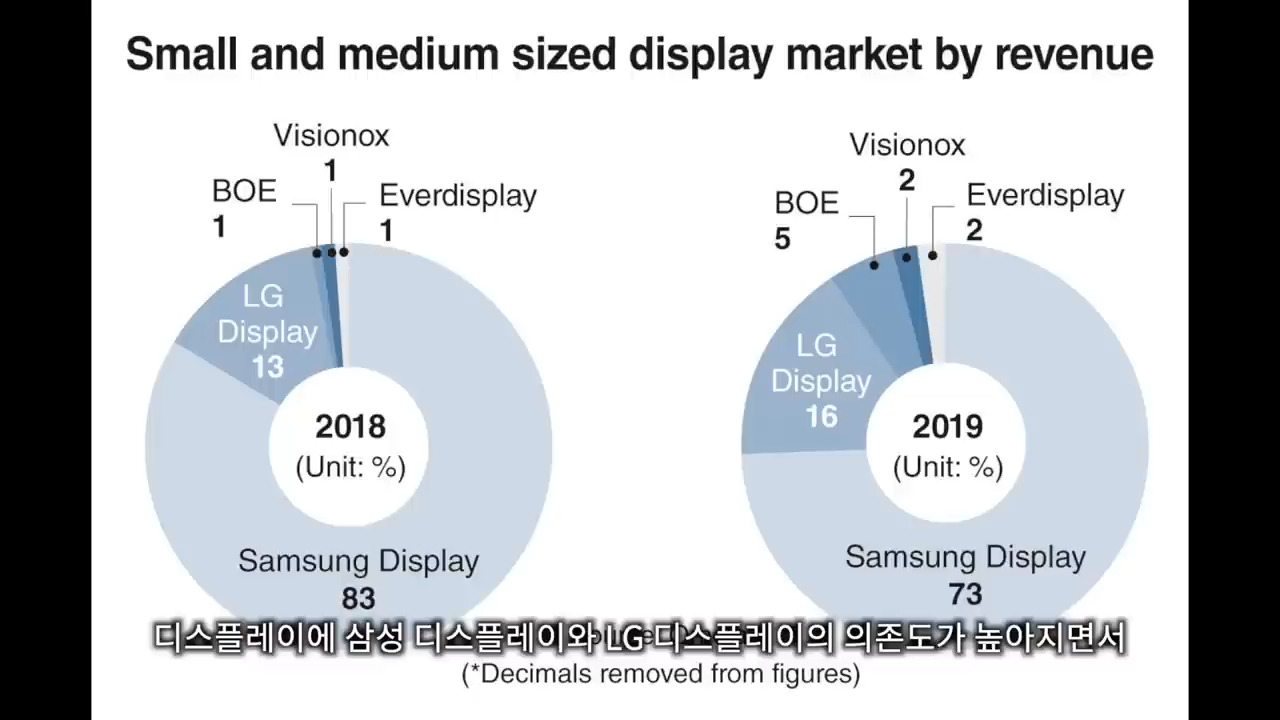 Small and medium sized display market by revenue
Visionox
1
BOE
1
Everdisplay
1
LG
Display
13
2018
(Unit: %)
Samsung Display
83
Visionox
2
BOE
5
Everdisplay
2
LG
Display
16
2019
(Unit: %)
Samsung Display
73
디스플레이에 삼성 디스플레이와 LG 디스플레이의 의존도가 높아지면서
(*Decimals removed from figures)